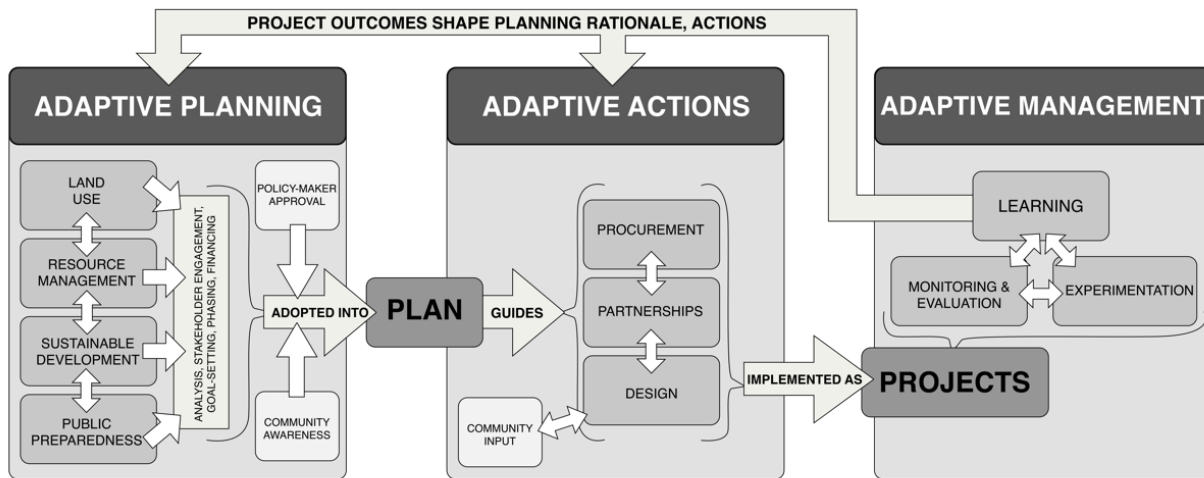 PROJECT OUTCOMES SHAPE PLANNING RATIONALE, ACTIONS
ADAPTIVE PLANNING
LAND
USE
RESOURCE
MANAGEMENT
SUSTAINABLE
DEVELOPMENT
PUBLIC
PREPAREDNESS
ANALYSIS, STAKEHOLDER ENGAGEMENT,
GOAL-SETTING, PHASING, FINANCING
POLICY-MAKER
APPROVAL
ADOPTED INTO
COMMUNITY
AWARENESS
PLAN
GUIDES
ADAPTIVE ACTIONS
PROCUREMENT
PARTNERSHIPS
DESIGN
COMMUNITY
INPUT
IMPLEMENTED AS
ADAPTIVE MANAGEMENT
LEARNING
MONITORING &
EVALUATION
EXPERIMENTATION
PROJECTS